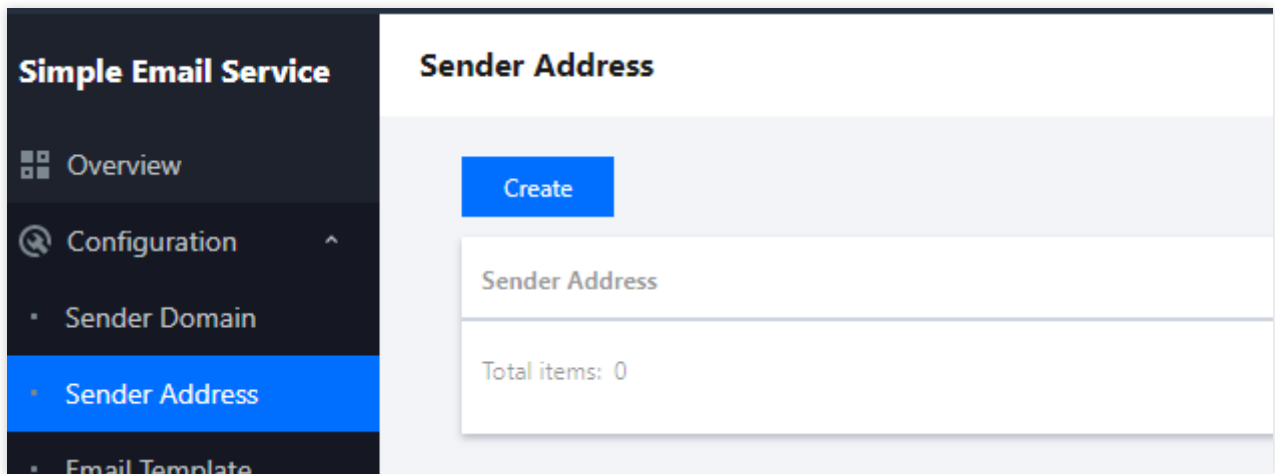 Simple Email Service
Overview
Configuration
Sender Domain
Sender Address
Email Template
Sender Address
Create
Sender Address
Total items: 0